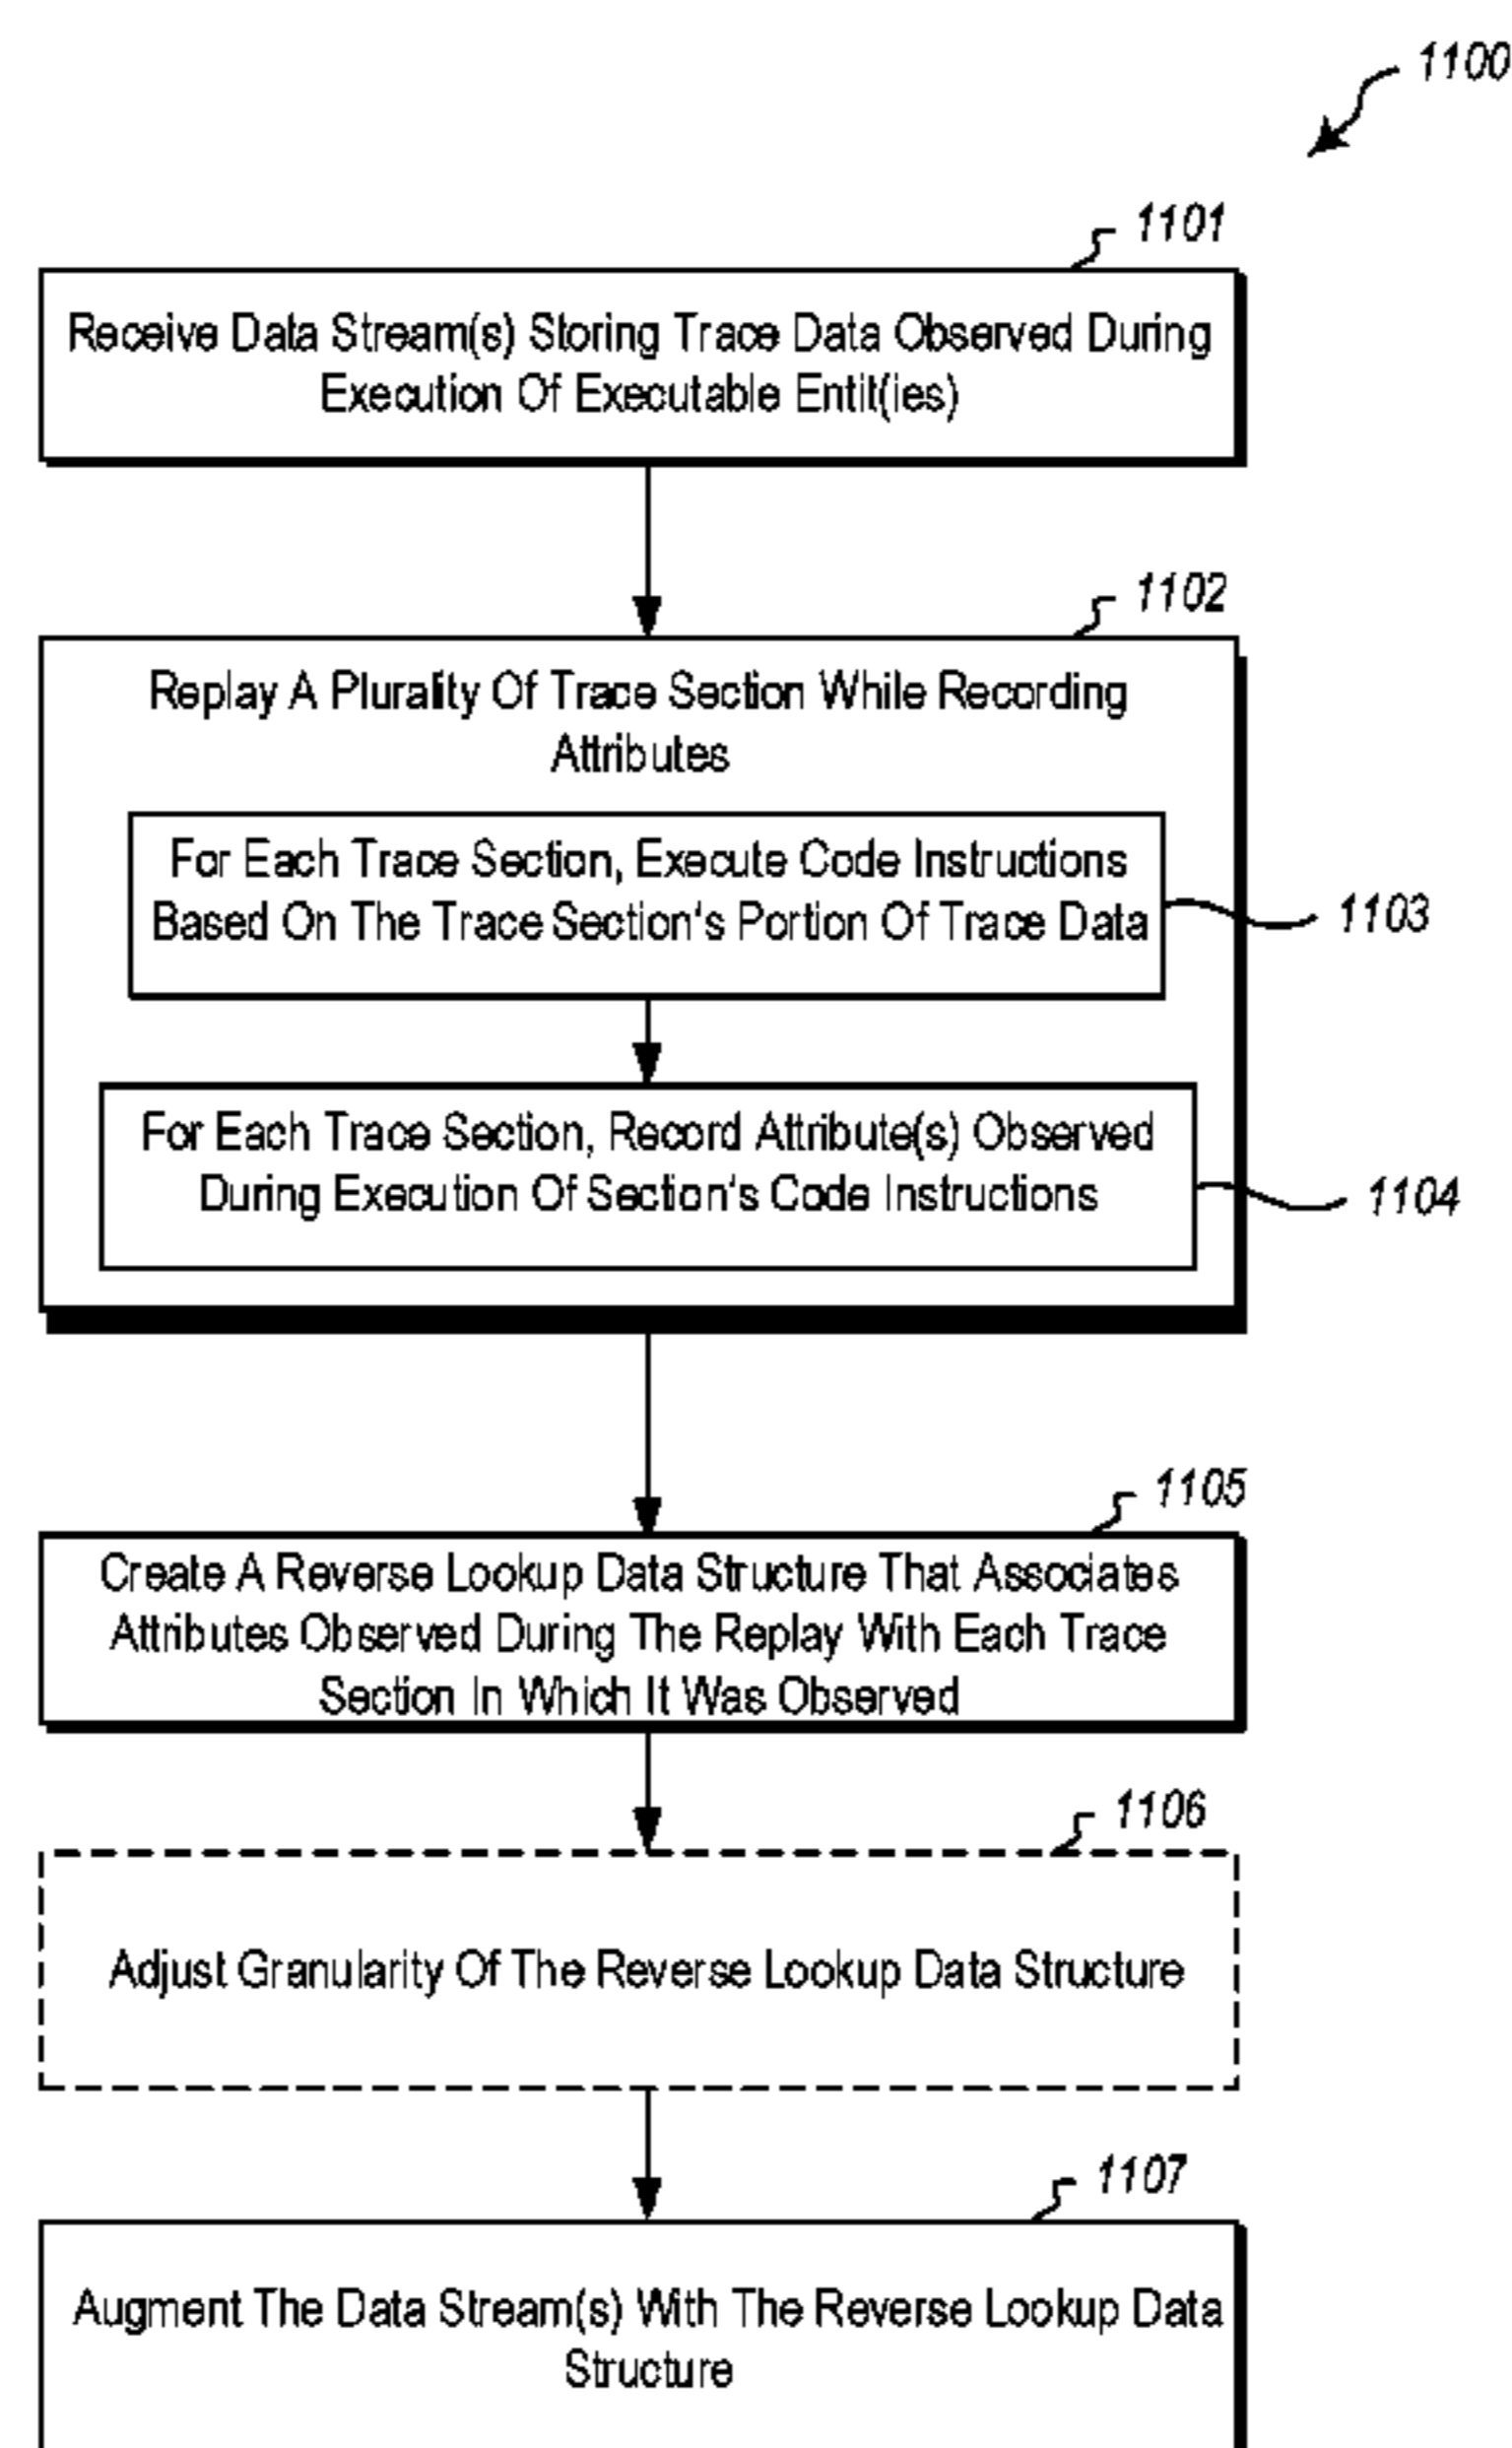 1100
1101
Receive Data Stream(s) Storing Trace Data Observed During
Execution Of Executable Entit(ies)
1102
Replay A Plurality Of Trace Section While Recording
Attributes
For Each Trace Section, Execute Code Instructions
Based On The Trace Section's Portion Of Trace Data
1103
For Each Trace Section, Record Attribute(s) Observed
During Execution Of Section's Code Instructions
1104
1105
Create A Reverse Lookup Data Structure That Associates
Attributes Observed During The Replay With Each Trace
Section In Which It Was Observed
1106
Adjust Granularity Of The Reverse Lookup Data Structure
1107
Augment The Data Stream(s) With The Reverse Lookup Data
Structure